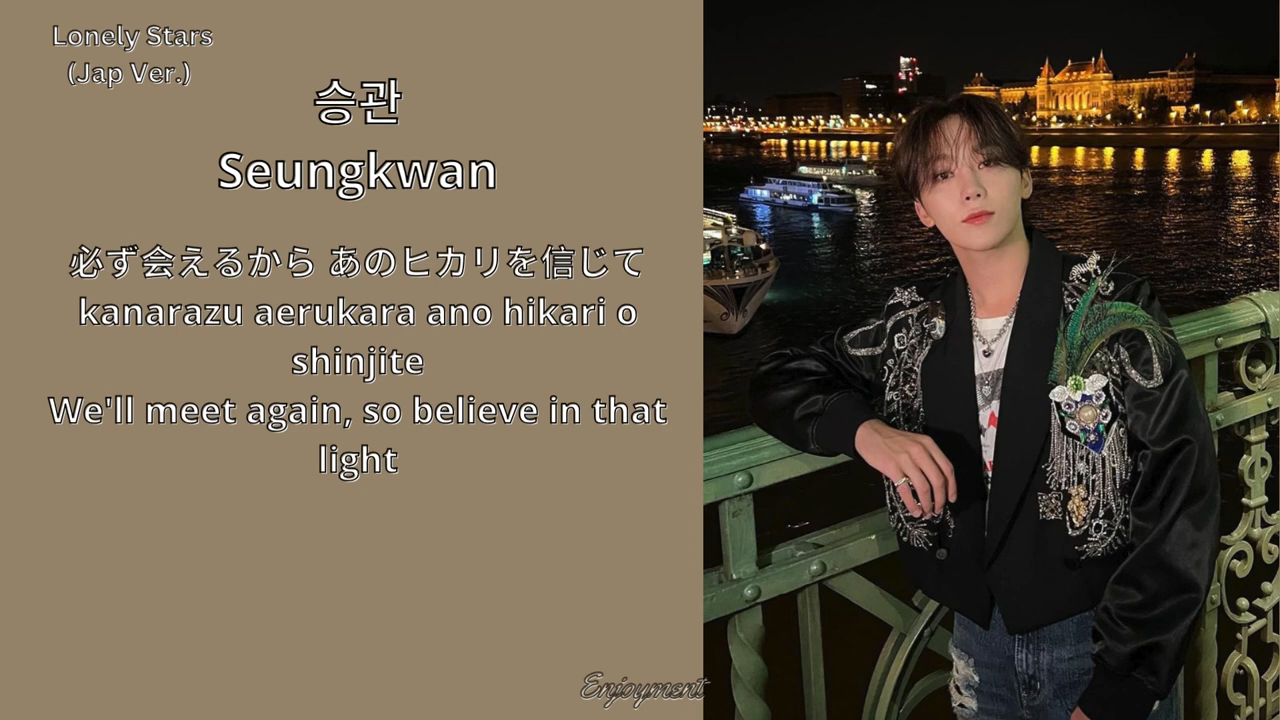 Lonely Stars
(Jap Ver.)
승관
Seungkwan
必ず会えるから あのヒカリを信じて
kanarazu aerukara ano hikari o
shinjite
We'll meet again, so believe in that
light
Enjoyment